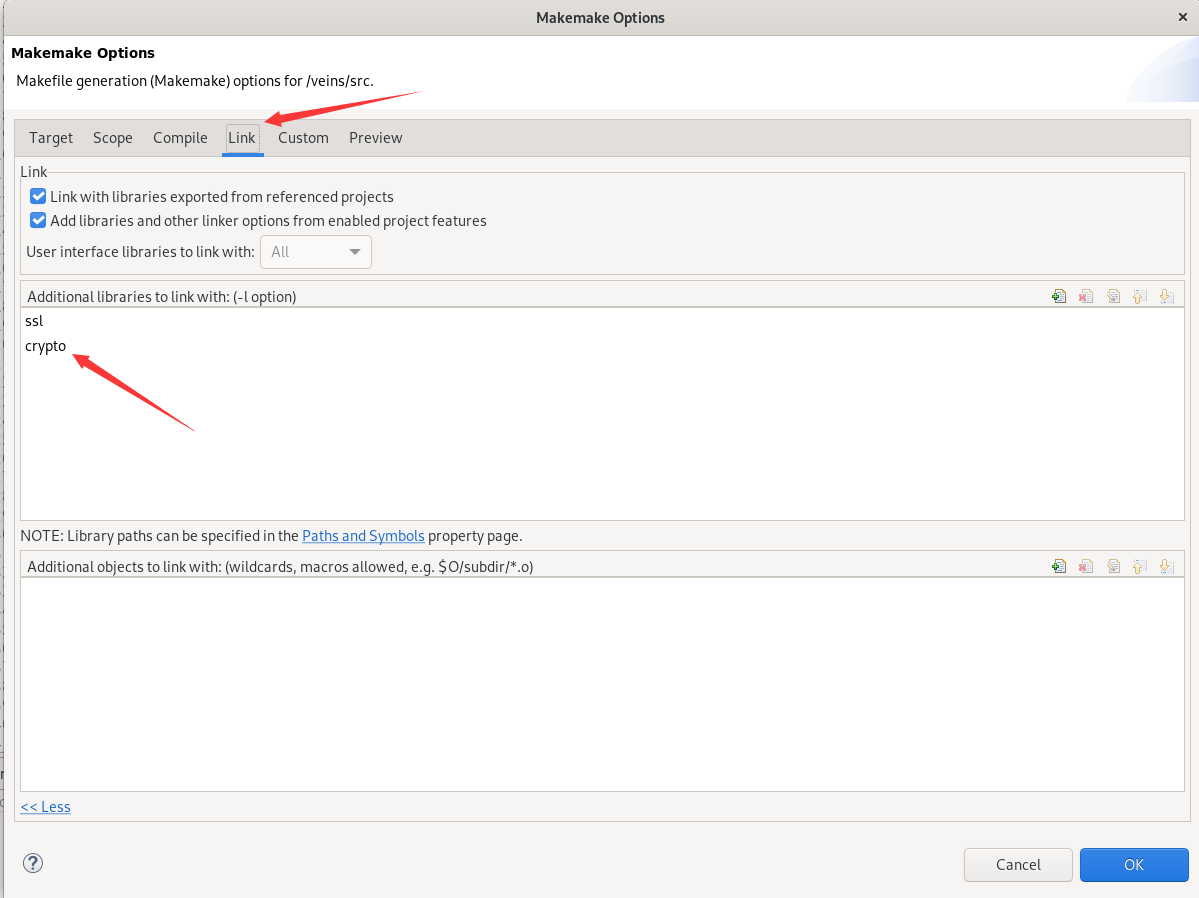 Makemake Options
Makemake Options
Makefile generation (Makemake) options for /veins/src.
Target Scope Compile Link Custom Preview
Link
Link with libraries exported from referenced projects
Add libraries and other linker options from enabled project features
User interface libraries to link with: All
Additional libraries to link with: (-l option)
ssl
crypto
NOTE: Library paths can be specified in the Paths and Symbols property page.
Additional objects to link with: (wildcards, macros allowed, e.g. $O/subdir/*.o)
<< Less
Cancel OK